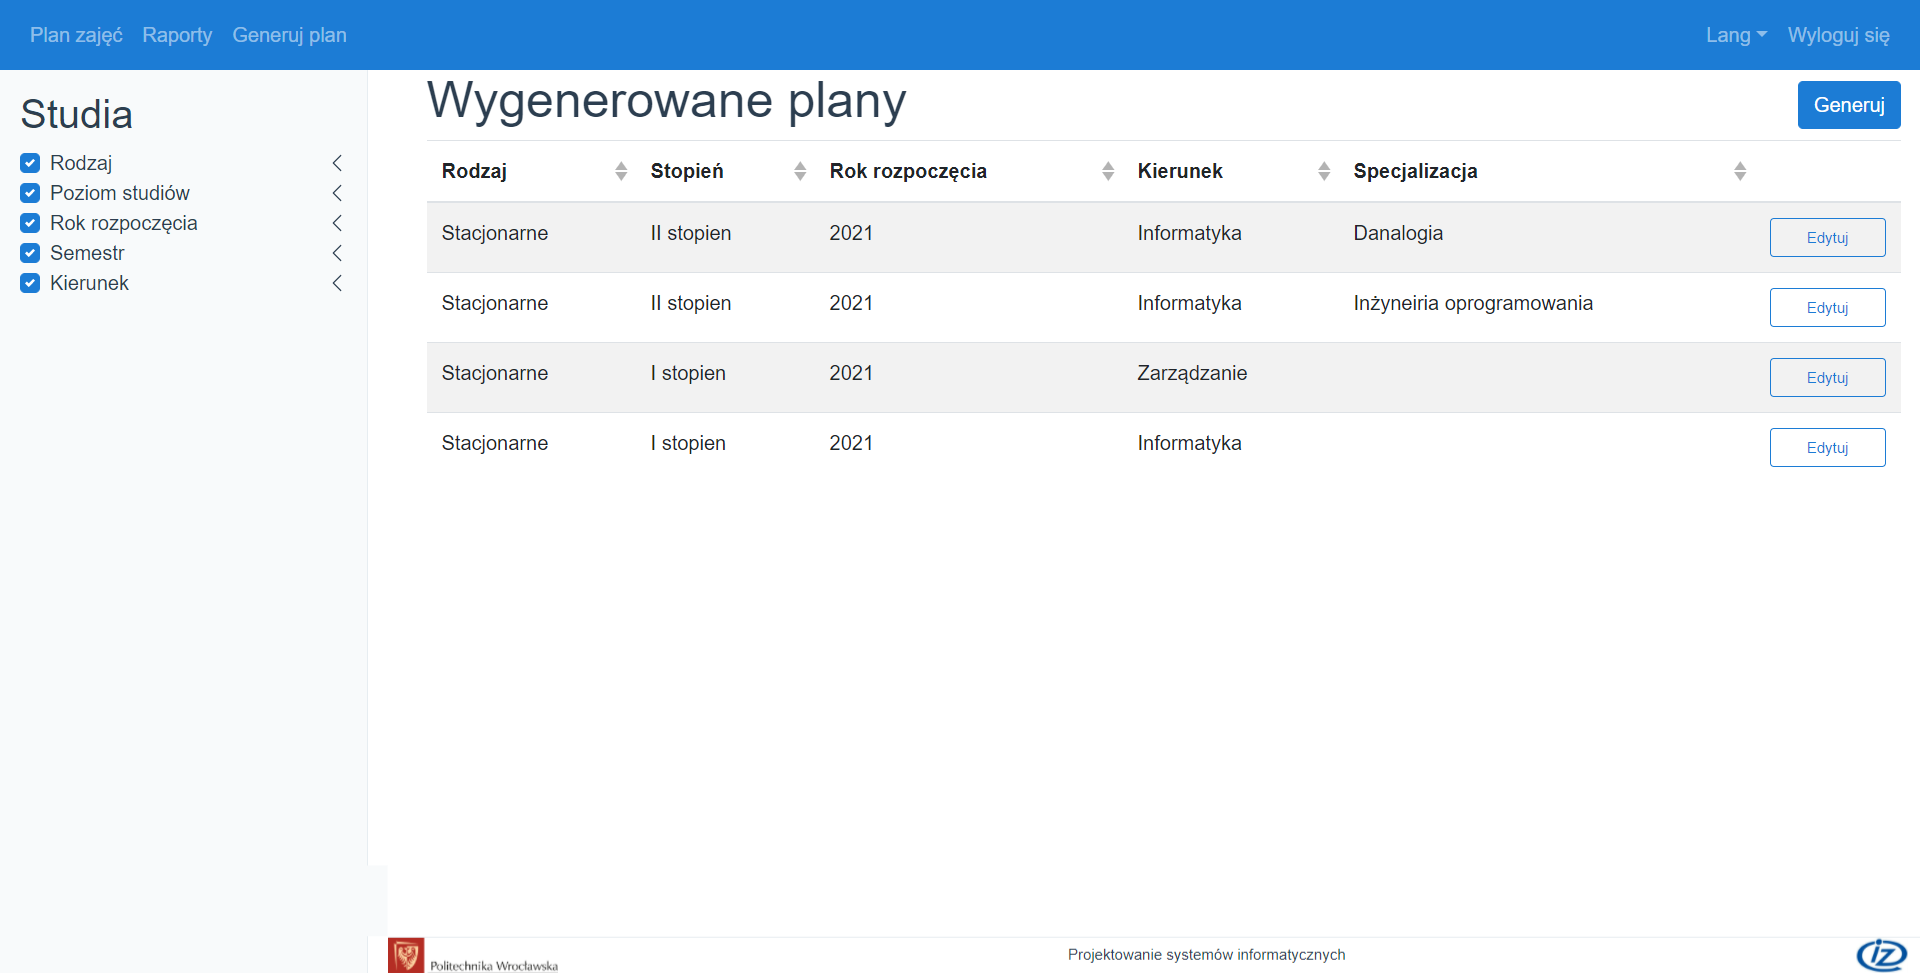 Plan zajęć Raporty Generuj plan Lang Wyloguj się
Studia
Rodzaj
Poziom studiów
Rok rozpoczęcia
Semestr
Kierunek
Wygenerowane plany Generuj
Rodzaj Stopień Rok rozpoczęcia Kierunek Specjalizacja
Stacjonarne II stopien 2021 Informatyka Danalogia Edytuj
Stacjonarne II stopien 2021 Informatyka Inżyneiria oprogramowania Edytuj
Stacjonarne I stopien 2021 Zarządzanie Edytuj
Stacjonarne I stopien 2021 Informatyka Edytuj
Politechnika Wrocławska Projektowanie systemów informatycznych iz